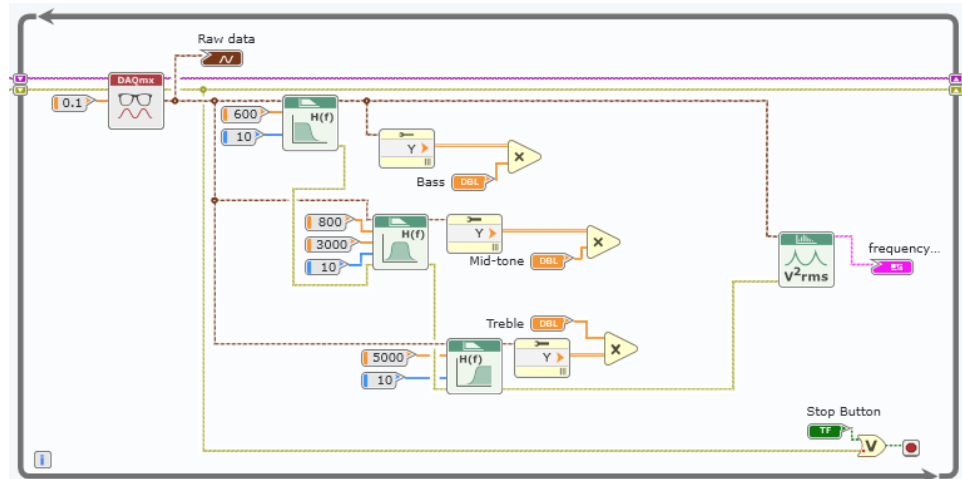 Raw data
DAQmx
0.1
600
H(f)
10
Y
Bass
DBL
800
H(f)
3000
Y
10
Mid-tone
DBL
frequency...
V²rms
Treble
DBL
5000
H(f)
Y
10
Stop Button
TF
V
i